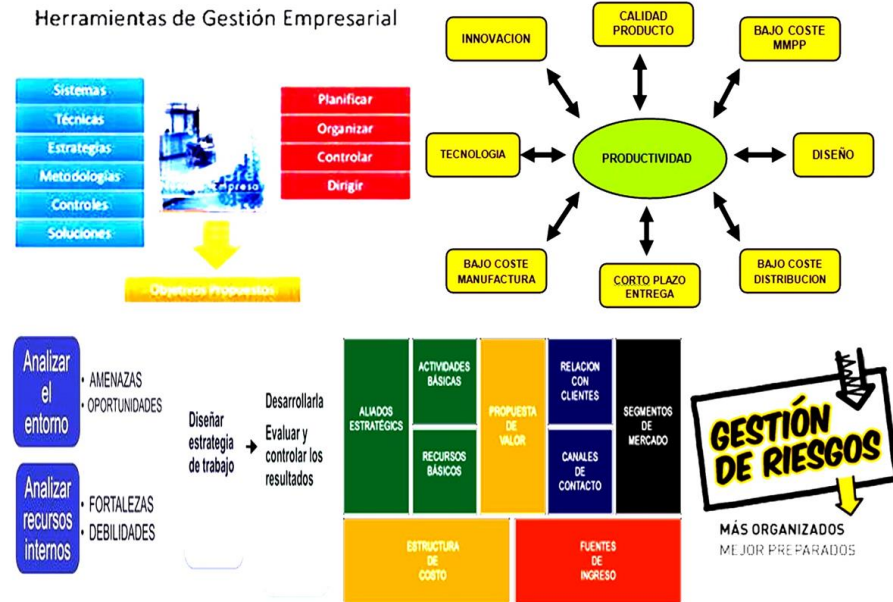 Herramientas de Gestión Empresarial
Sistemas
Técnicas
Estrategias
Metodologías
Controles
Soluciones
Empresa
Planificar
Organizar
Controlar
Dirigir
Objetivos Propuestos
INNOVACION
CALIDAD
PRODUCTO
BAJO COSTE
MMPP
TECNOLOGIA
PRODUCTIVIDAD
DISEÑO
BAJO COSTE
MANUFACTURA
CORTO PLAZO
ENTREGA
BAJO COSTE
DISTRIBUCION
Analizar
el
entorno
• AMENAZAS
• OPORTUNIDADES
Analizar
recursos
internos
• FORTALEZAS
• DEBILIDADES
Diseñar
estrategia
de trabajo
Desarrollarla
Evaluar y
controlar los
resultados
ALIADOS
ESTRATÉGICS
ACTIVIDADES
BÁSICAS
RECURSOS
BÁSICOS
PROPUESTA
DE
VALOR
RELACION
CON
CLIENTES
CANALES
DE
CONTACTO
SEGMENTOS
DE
MERCADO
ESTRUCTURA
DE
COSTO
FUENTES
DE
INGRESO
GESTIÓN
DE RIESGOS
MÁS ORGANIZADOS
MEJOR PREPARADOS